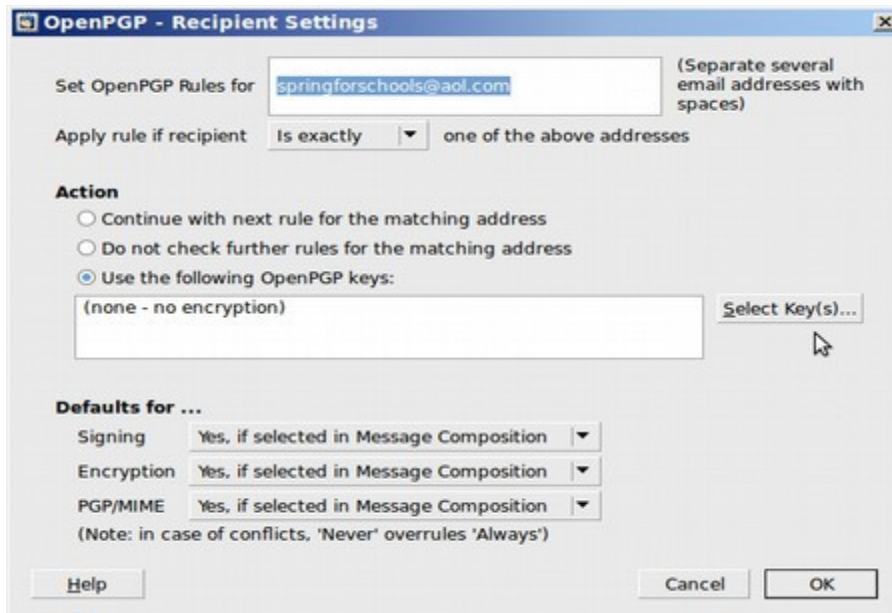 OpenPGP - Recipient Settings
Set OpenPGP Rules for
springforschools@aol.com
(Separate several
email addresses with
spaces)
Apply rule if recipient Is exactly one of the above addresses
Action
Continue with next rule for the matching address
Do not check further rules for the matching address
Use the following OpenPGP keys:
(none - no encryption)
Select Key(s)...
Defaults for ...
Signing Yes, if selected in Message Composition
Encryption Yes, if selected in Message Composition
PGP/MIME Yes, if selected in Message Composition
(Note: in case of conflicts, 'Never' overrules 'Always')
Help Cancel OK